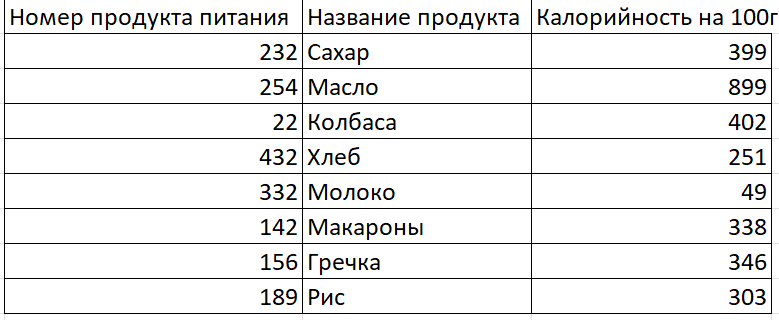 Номер продукта питания Название продукта Калорийность на 100г
232 Сахар 399
254 Масло 899
22 Колбаса 402
432 Хлеб 251
332 Молоко 49
142 Макароны 338
156 Гречка 346
189 Рис 303